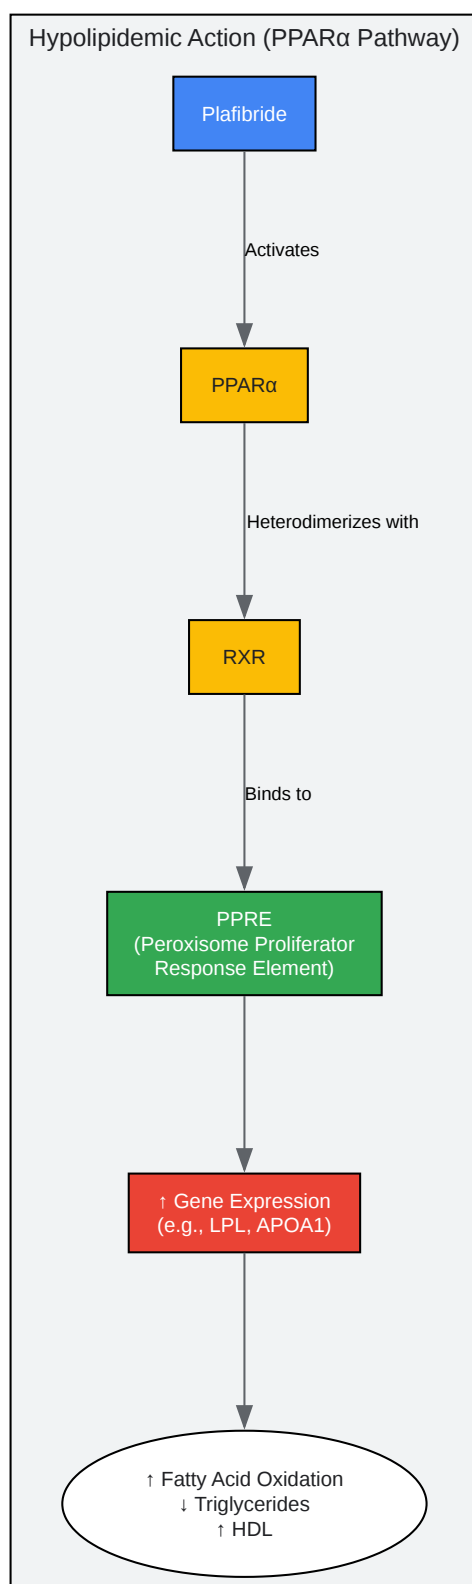 Hypolipidemic Action (PPARα Pathway)
Plafibride
Activates
PPARα
Heterodimerizes with
RXR
Binds to
PPRE
(Peroxisome Proliferator
Response Element)
↑ Gene Expression
(e.g., LPL, APOA1)
↑ Fatty Acid Oxidation
↓ Triglycerides
↑ HDL